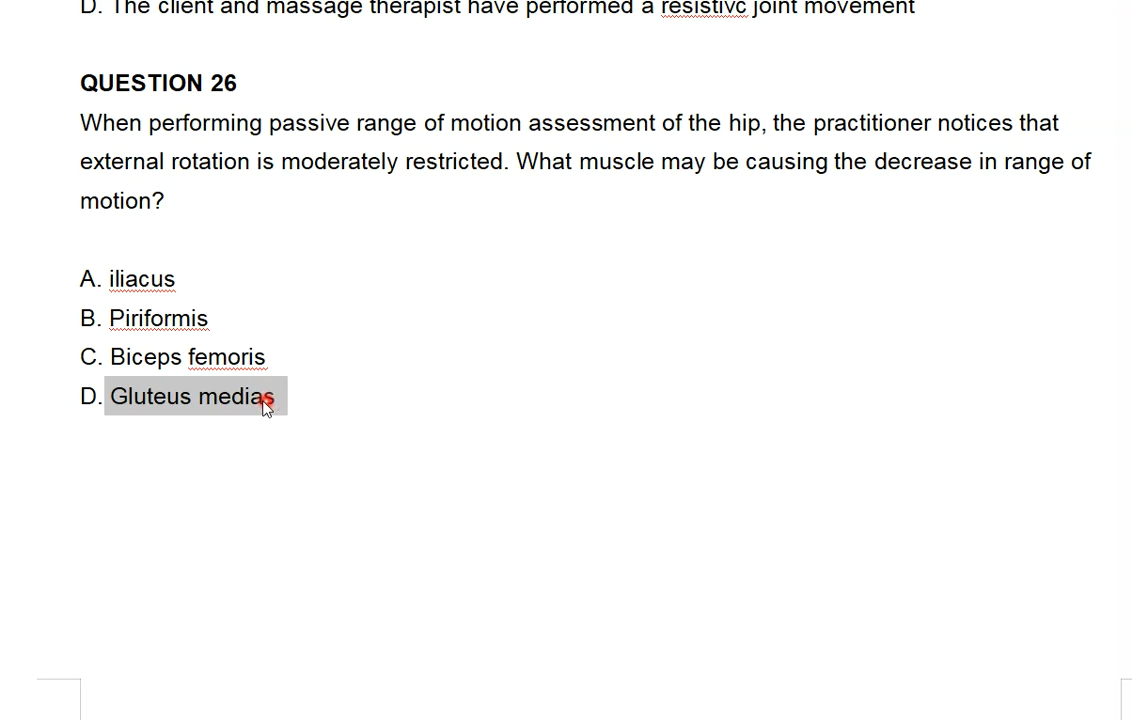 D. The client and massage therapist have performed a resistivc joint movement
QUESTION 26
When performing passive range of motion assessment of the hip, the practitioner notices that
external rotation is moderately restricted. What muscle may be causing the decrease in range of
motion?
A. iliacus
B. Piriformis
C. Biceps femoris
D. Gluteus medias